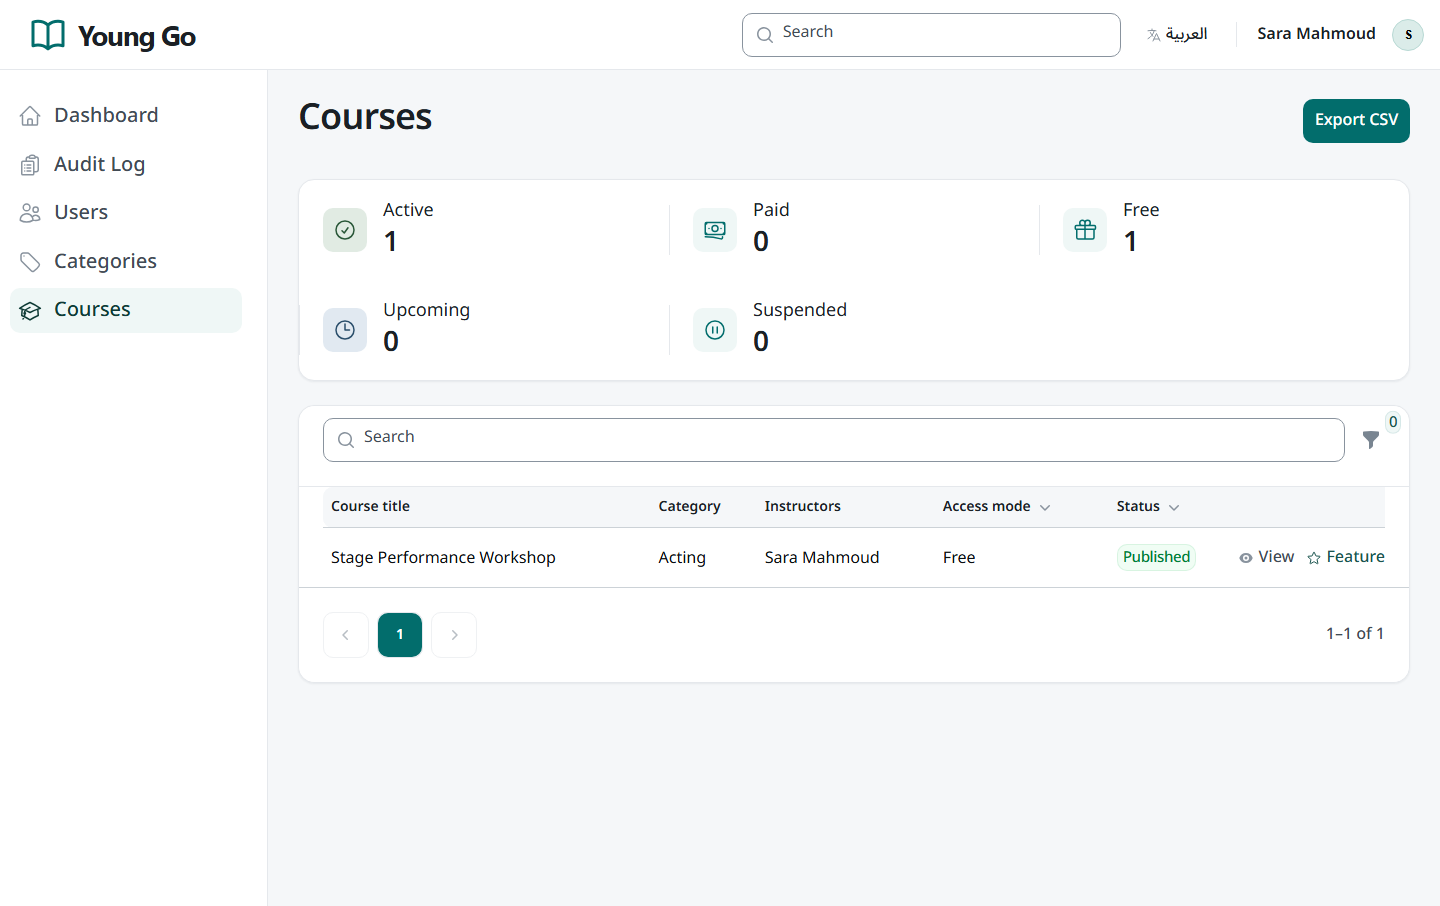 Young Go
Search
العربية
Sara Mahmoud
S
Dashboard
Audit Log
Users
Categories
Courses
Courses
Export CSV
Active
1
Paid
0
Free
1
Upcoming
0
Suspended
0
Search
0
Course title
Category
Instructors
Access mode
Status
Stage Performance Workshop
Acting
Sara Mahmoud
Free
Published
View
Feature
1
1–1 of 1